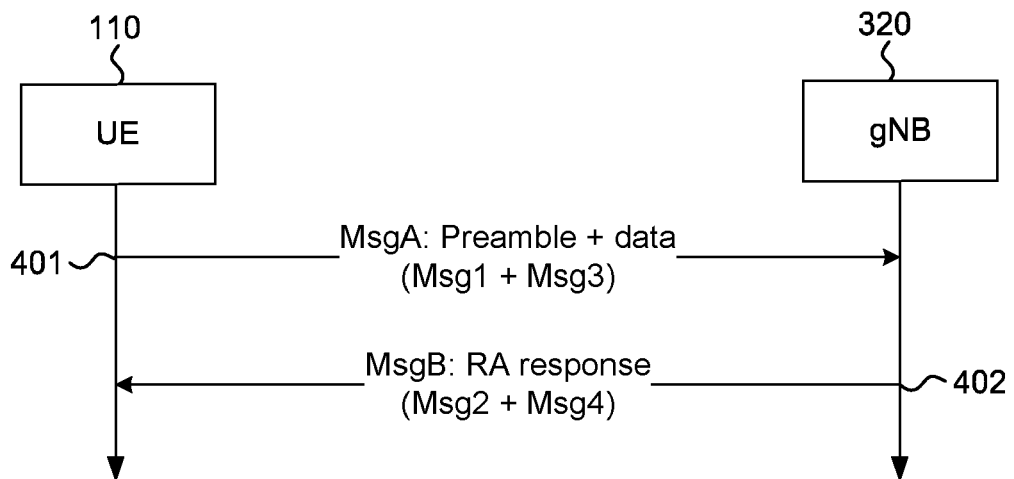 110
320
UE
gNB
MsgA: Preamble + data
(Msg1 + Msg3)
401
MsgB: RA response
(Msg2 + Msg4)
402